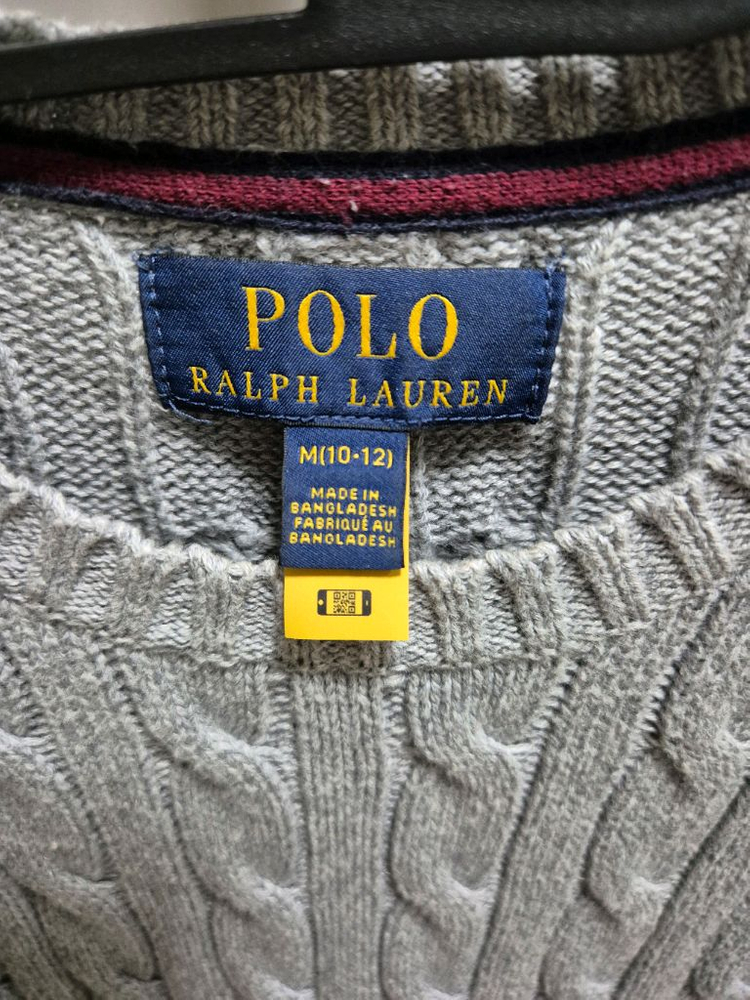 POLO
RALPH LAUREN
M(10-12)
MADE IN
BANGLADESH
FABRIQUÉ AU
BANGLADESH